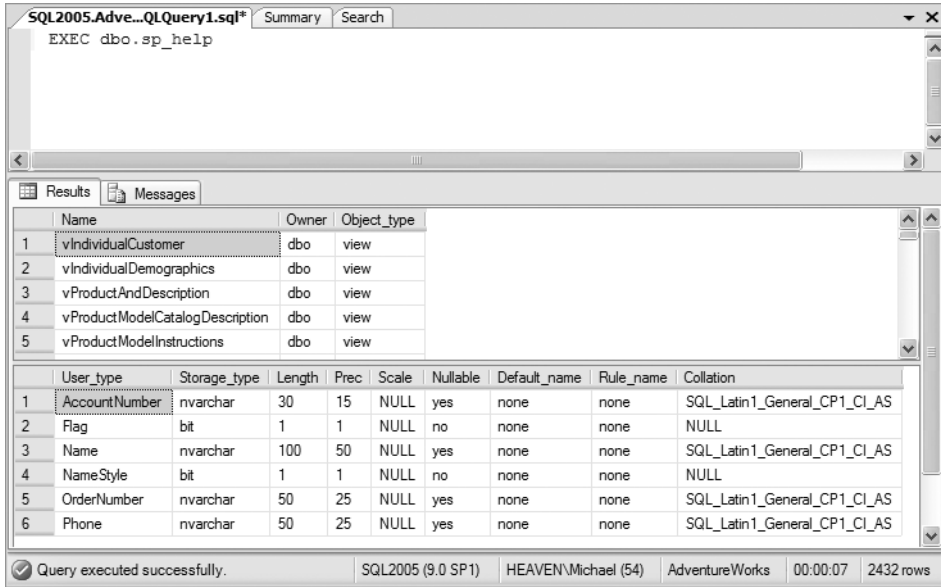 SQL2005.Adve...QLQuery1.sql* Summary Search
EXEC dbo.sp_help
Results Messages
Name Owner Object_type
1 vIndividualCustomer dbo view
2 vIndividualDemographics dbo view
3 vProductAndDescription dbo view
4 vProductModelCatalogDescription dbo view
5 vProductModelInstructions dbo view
User_type Storage_type Length Prec Scale Nullable Default_name Rule_name Collation
1 AccountNumber nvarchar 30 15 NULL yes none none SQL_Latin1_General_CP1_CI_AS
2 Flag bit 1 1 NULL no none none NULL
3 Name nvarchar 100 50 NULL yes none none SQL_Latin1_General_CP1_CI_AS
4 NameStyle bit 1 1 NULL no none none NULL
5 OrderNumber nvarchar 50 25 NULL yes none none SQL_Latin1_General_CP1_CI_AS
6 Phone nvarchar 50 25 NULL yes none none SQL_Latin1_General_CP1_CI_AS
Query executed successfully. SQL2005 (9.0 SP1) HEAVEN\Michael (54) AdventureWorks 00:00:07 2432 rows